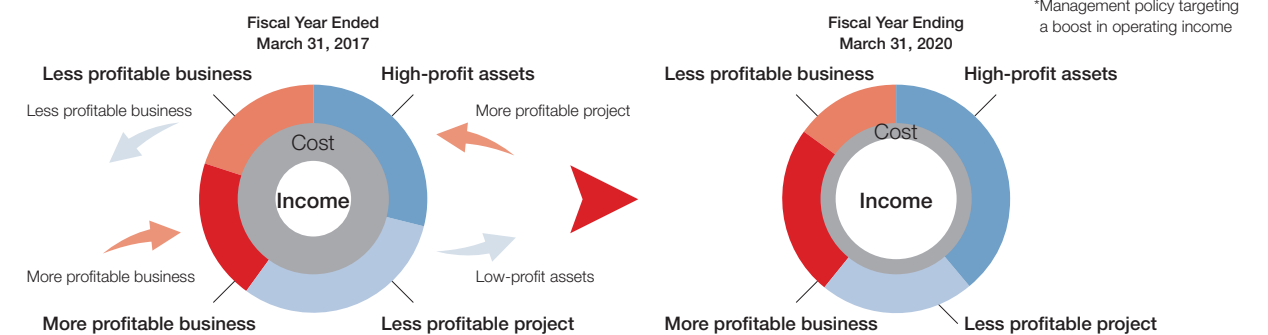 *Management policy targeting
a boost in operating income
Fiscal Year Ended
March 31, 2017
Less profitable business
High-profit assets
Less profitable business
More profitable project
Cost
Income
More profitable business
Low-profit assets
More profitable business
Less profitable project
Fiscal Year Ending
March 31, 2020
Less profitable business
High-profit assets
Cost
Income
More profitable business
Less profitable project